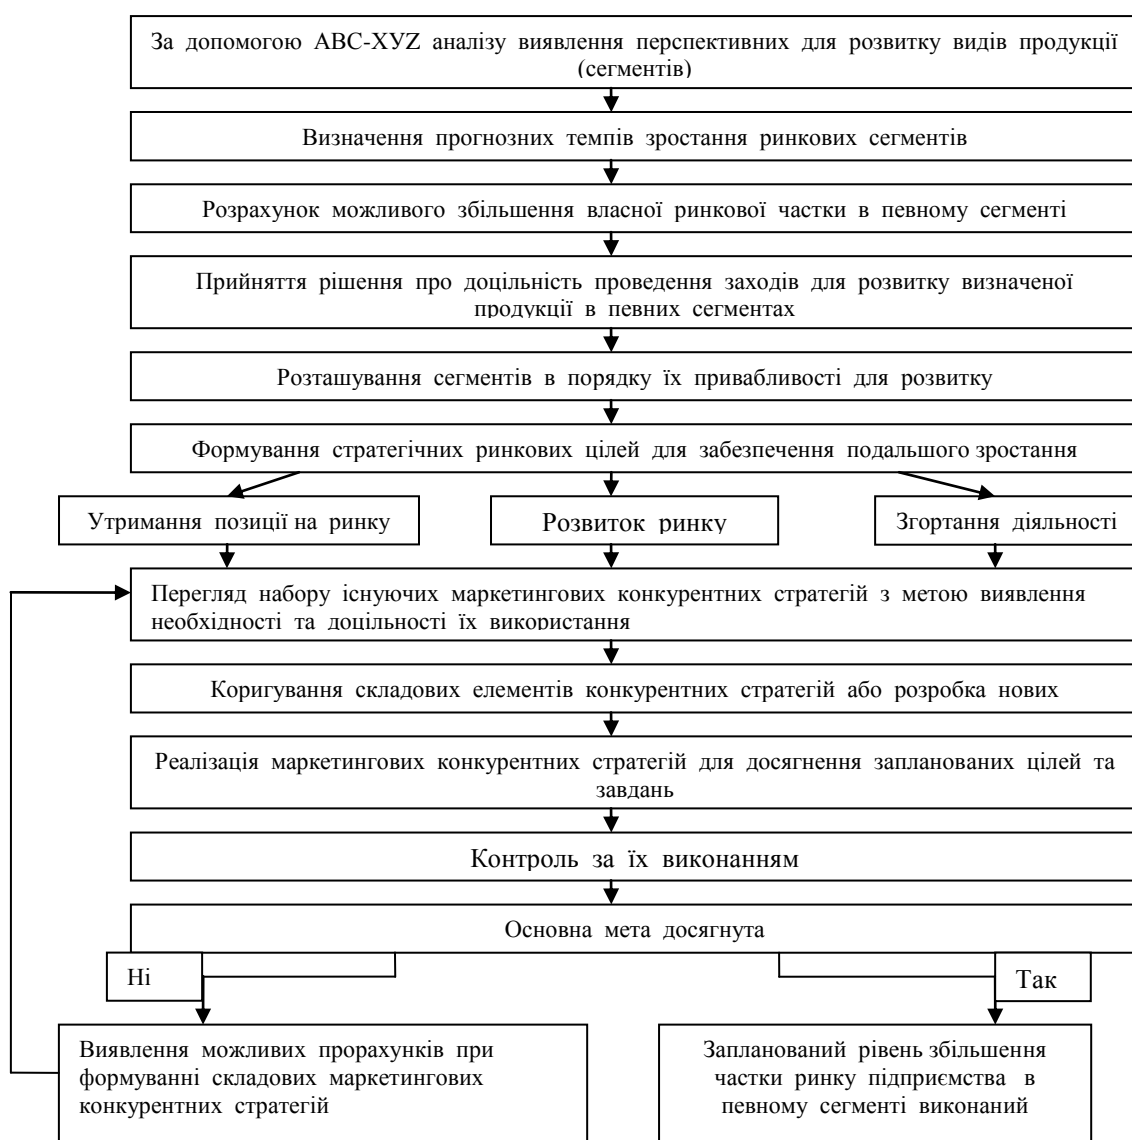 За допомогою АВС-ХУZ аналізу виявлення перспективних для розвитку видів продукції
(сегментів)
Визначення прогнозних темпів зростання ринкових сегментів
Розрахунок можливого збільшення власної ринкової частки в певному сегменті
Прийняття рішення про доцільність проведення заходів для розвитку визначеної
продукції в певних сегментах
Розташування сегментів в порядку їх привабливості для розвитку
Формування стратегічних ринкових цілей для забезпечення подальшого зростання
Утримання позиції на ринку
Розвиток ринку
Згортання діяльності
Перегляд набору існуючих маркетингових конкурентних стратегій з метою виявлення
необхідності та доцільності їх використання
Коригування складових елементів конкурентних стратегій або розробка нових
Реалізація маркетингових конкурентних стратегій для досягнення запланованих цілей та
завдань
Контроль за їх виконанням
Основна мета досягнута
Ні
Так
Виявлення можливих прорахунків при
формуванні складових маркетингових
конкурентних стратегій
Запланований рівень збільшення
частки ринку підприємства в
певному сегменті виконаний